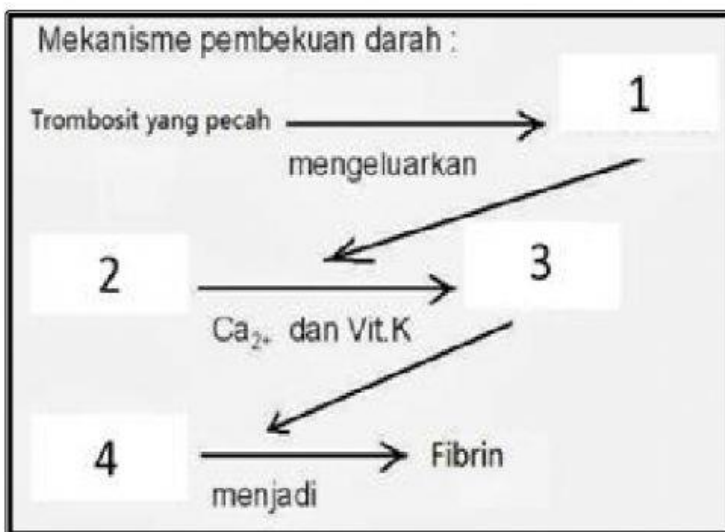 Mekanisme pembekuan darah :
1
Trombosit yang pecah
mengeluarkan
2
3
Ca₂₊ dan Vit.K
4
Fibrin
menjadi